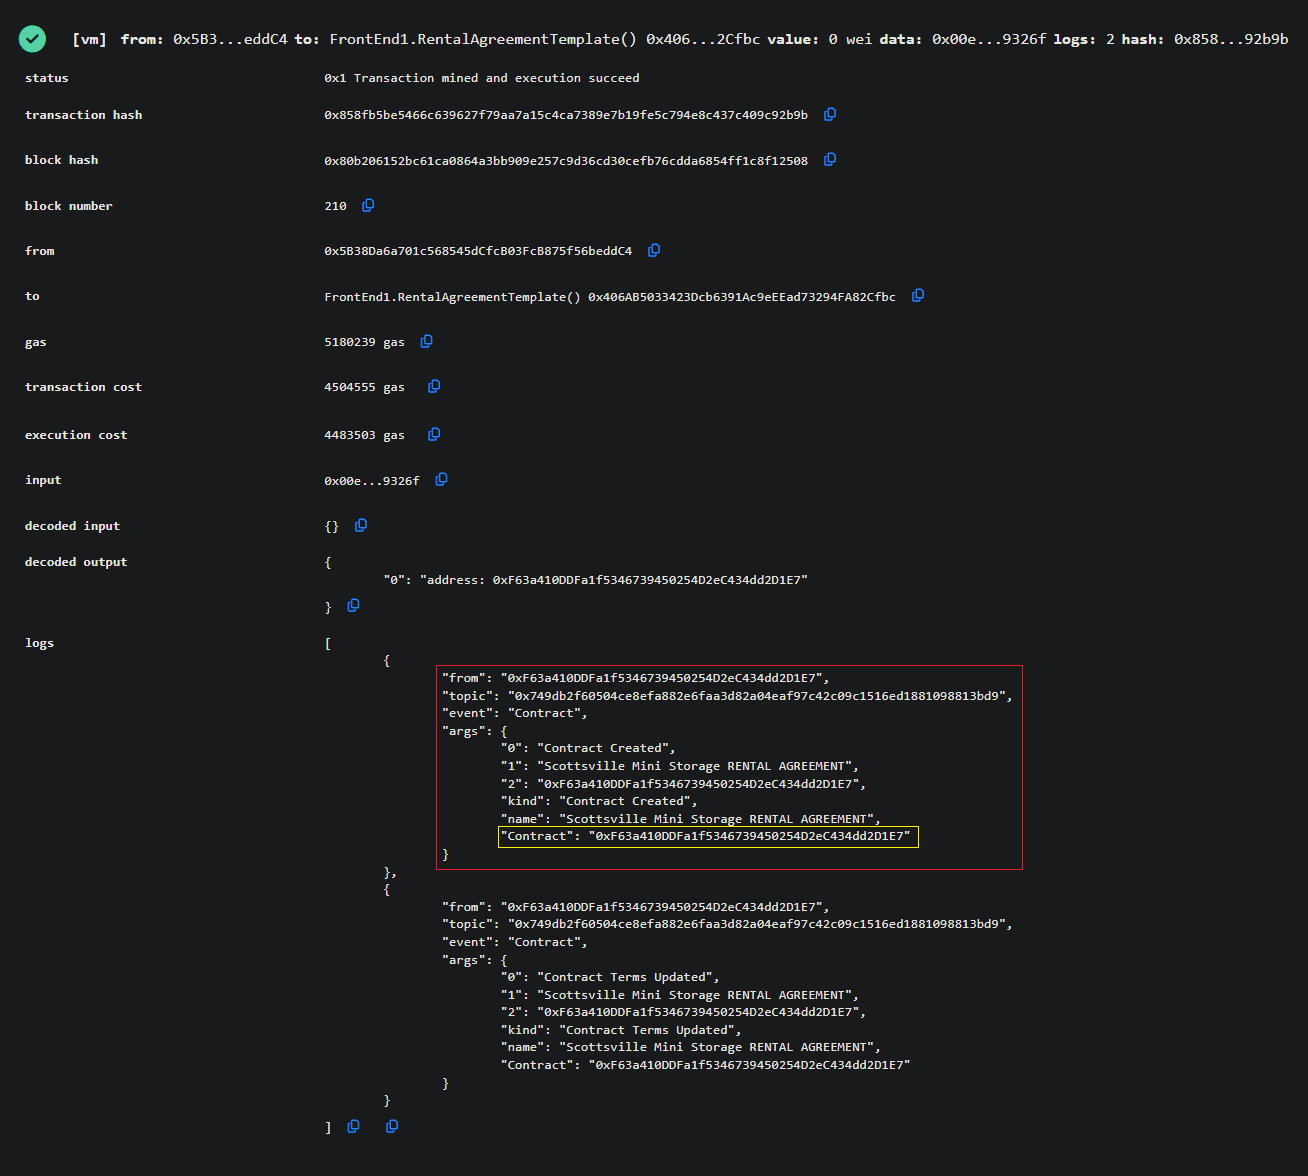 [vm] from: 0x5B3...eddC4 to: FrontEnd1.RentalAgreementTemplate() 0x406...2Cfbc value: 0 wei data: 0x00e...9326f logs: 2 hash: 0x858...92b9b
status 0x1 Transaction mined and execution succeed
transaction hash 0x858fb5be5466c639627f79aa7a15c4ca7389e7b19fe5c794e8c437c409c92b9b
block hash 0x80b206152bc61ca0864a3bb909e257c9d36cd30cefb76cdda6854ff1c8f12508
block number 210
from 0x5B38Da6a701c568545dCfcB03FcB875f56beddC4
to FrontEnd1.RentalAgreementTemplate() 0x406AB5033423Dcb6391Ac9eEEad73294FA82Cfbc
gas 5180239 gas
transaction cost 4504555 gas
execution cost 4483503 gas
input 0x00e...9326f
decoded input {}
decoded output {
"0": "address: 0xF63a410DDFa1f5346739450254D2eC434dd2D1E7"
}
logs [
{
"from": "0xF63a410DDFa1f5346739450254D2eC434dd2D1E7",
"topic": "0x749db2f60504ce8efa882e6faa3d82a04eaf97c42c09c1516ed1881098813bd9",
"event": "Contract",
"args": {
"0": "Contract Created",
"1": "Scottsville Mini Storage RENTAL AGREEMENT",
"2": "0xF63a410DDFa1f5346739450254D2eC434dd2D1E7",
"kind": "Contract Created",
"name": "Scottsville Mini Storage RENTAL AGREEMENT",
"Contract": "0xF63a410DDFa1f5346739450254D2eC434dd2D1E7"
}
},
{
"from": "0xF63a410DDFa1f5346739450254D2eC434dd2D1E7",
"topic": "0x749db2f60504ce8efa882e6faa3d82a04eaf97c42c09c1516ed1881098813bd9",
"event": "Contract",
"args": {
"0": "Contract Terms Updated",
"1": "Scottsville Mini Storage RENTAL AGREEMENT",
"2": "0xF63a410DDFa1f5346739450254D2eC434dd2D1E7",
"kind": "Contract Terms Updated",
"name": "Scottsville Mini Storage RENTAL AGREEMENT",
"Contract": "0xF63a410DDFa1f5346739450254D2eC434dd2D1E7"
}
}
]